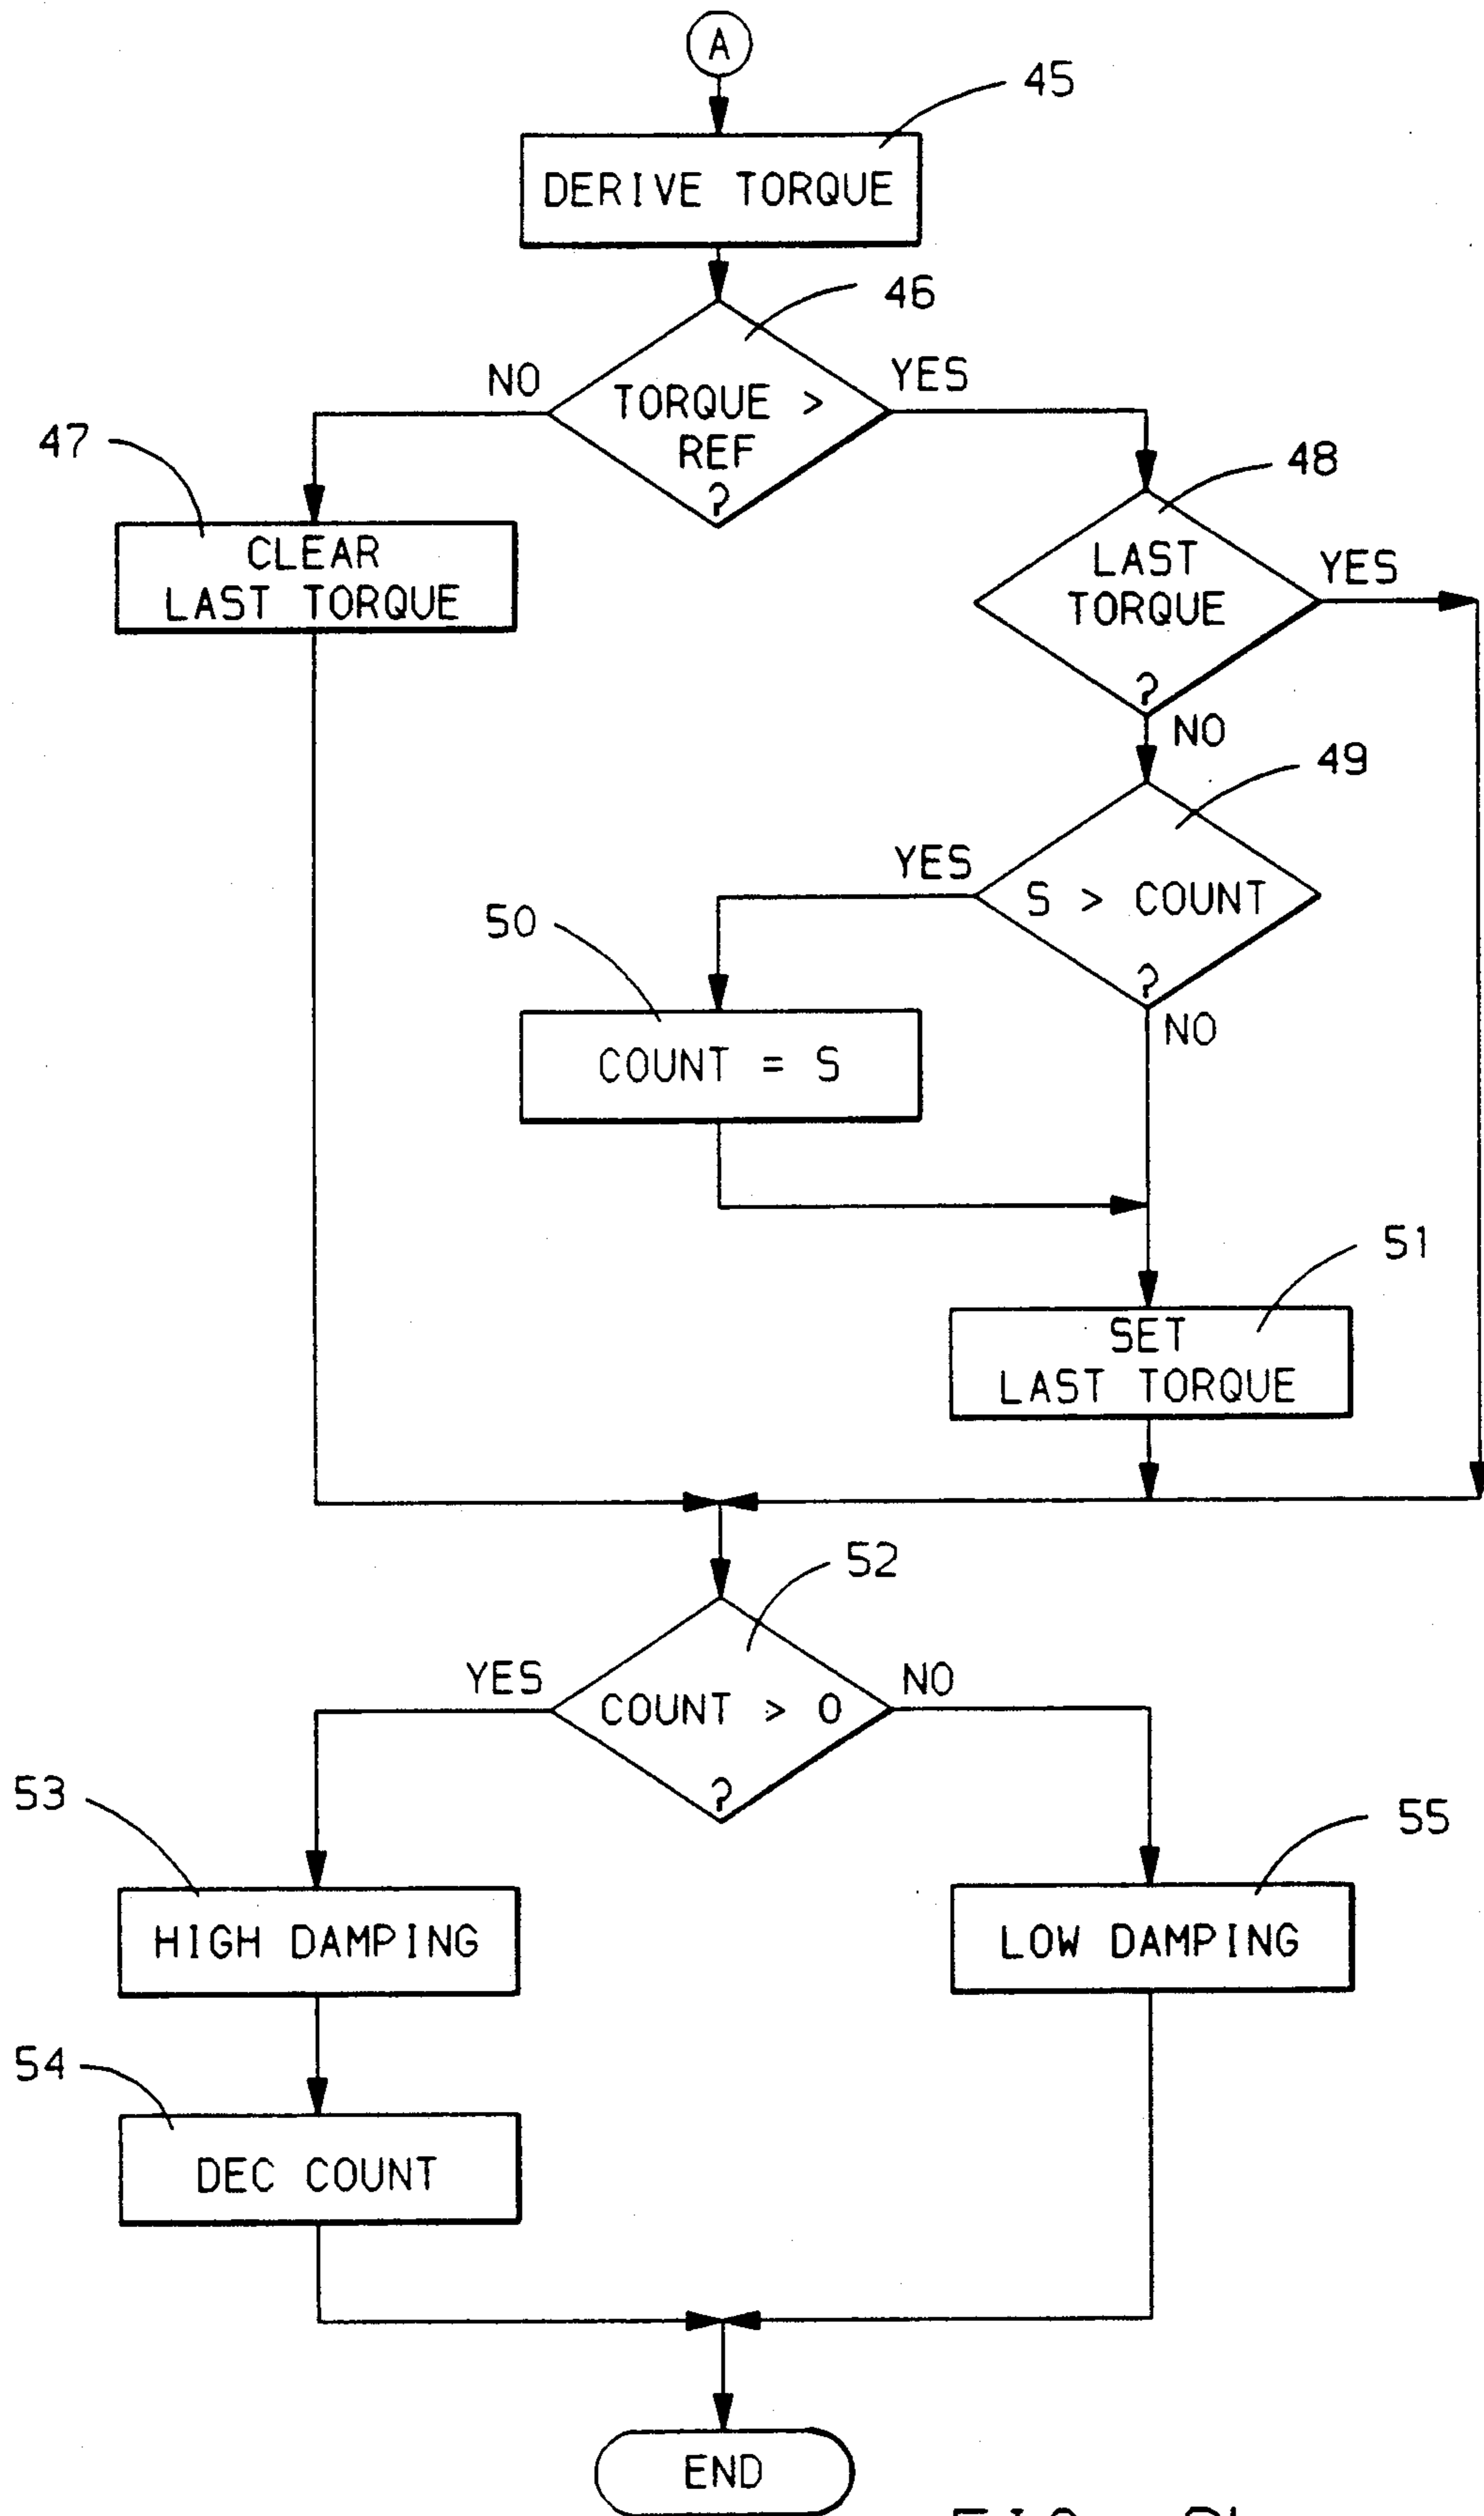 A
45
DERIVE TORQUE
46
NO
YES
TORQUE >
REF
?
47
48
CLEAR
LAST TORQUE
LAST
TORQUE
?
YES
NO
49
YES
S > COUNT
?
50
NO
COUNT = S
51
SET
LAST TORQUE
52
YES
NO
COUNT > 0
?
53
55
HIGH DAMPING
LOW DAMPING
54
DEC COUNT
END